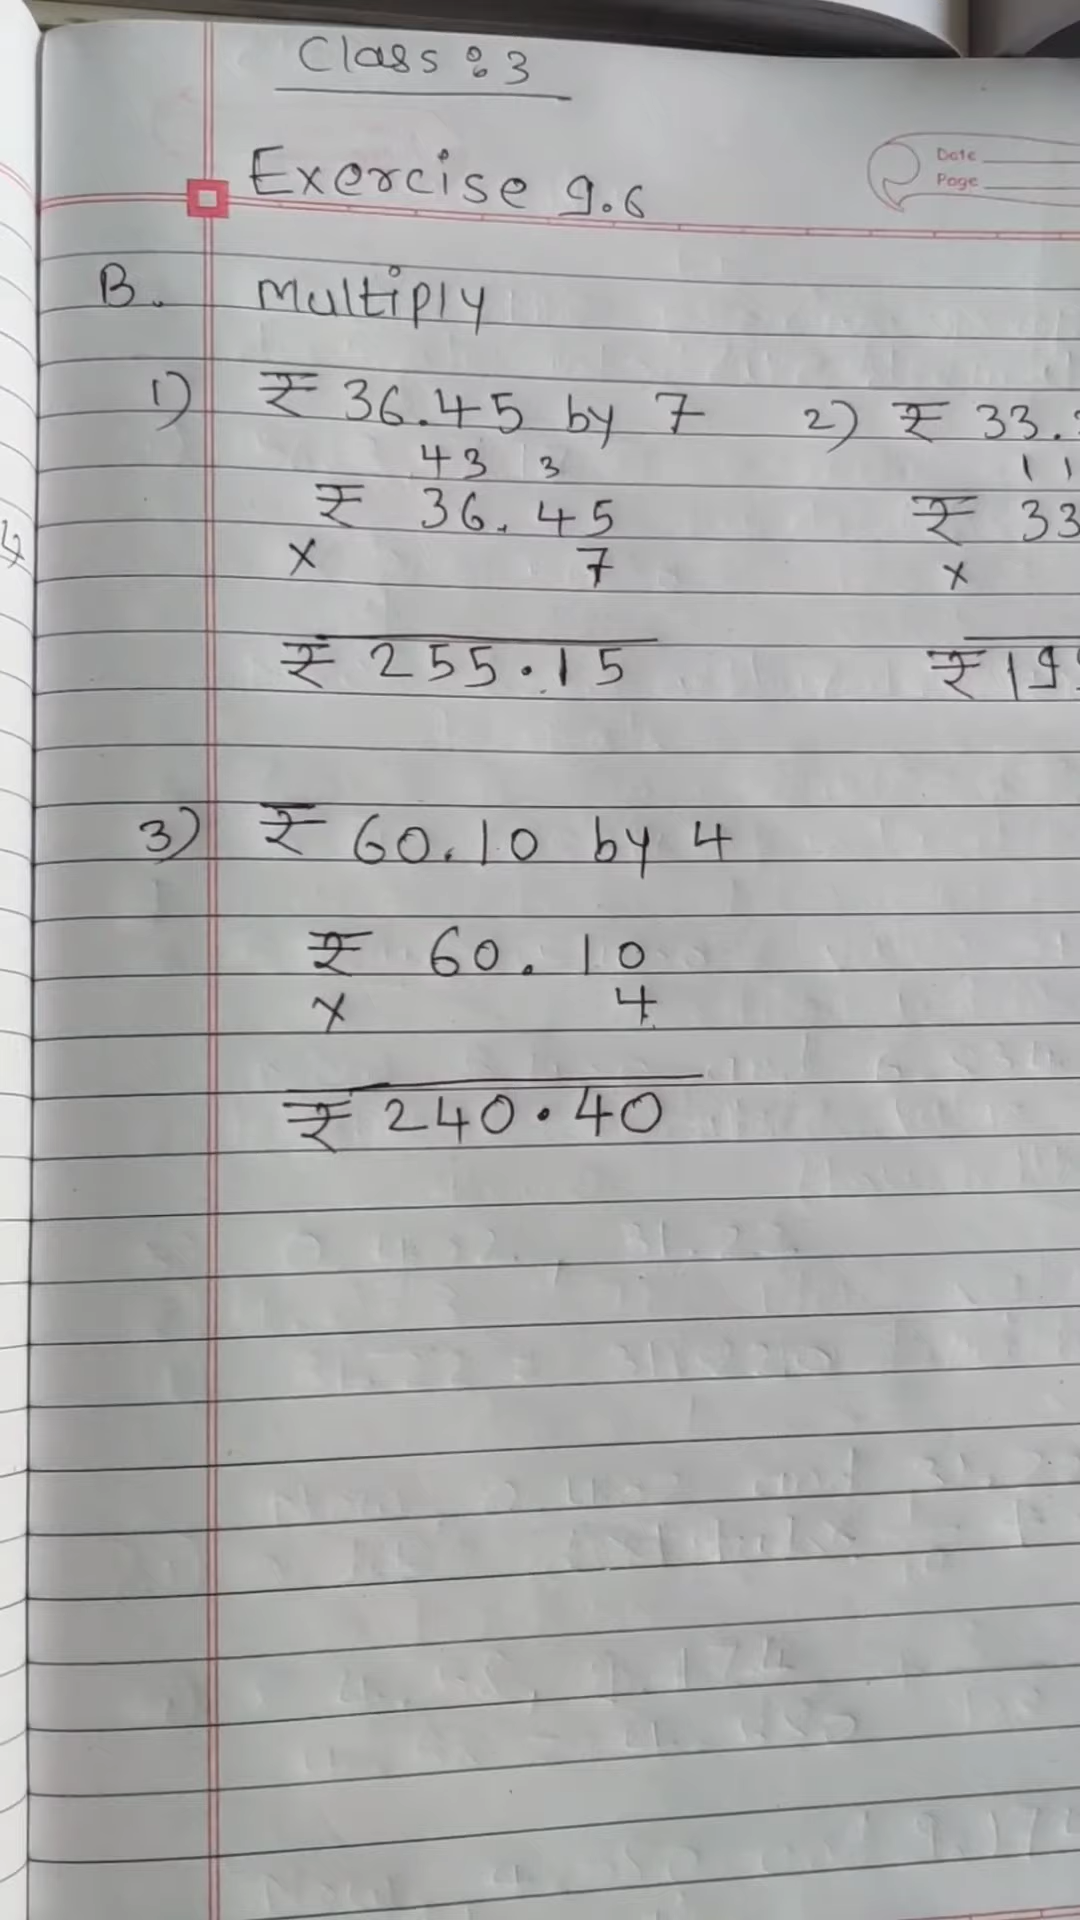 Class : 3
Exercise 9.6
Date
Page
B. Multiply
1) ₹ 36.45 by 7 2) ₹ 33.
43 3 1 1
₹ 36.45 ₹ 33
x 7 x
₹ 255.15 ₹ 19
3) ₹ 60.10 by 4
₹ 60.10
x 4
₹ 240.40